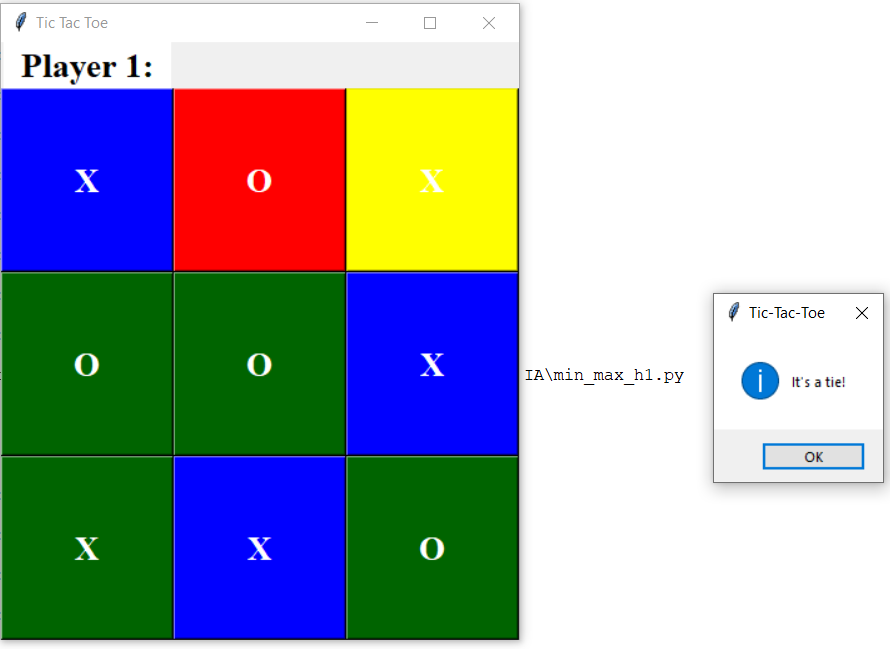 Tic Tac Toe
Player 1:
X O X
O O X
X X O
IA\min_max_h1.py
Tic-Tac-Toe
It's a tie!
OK